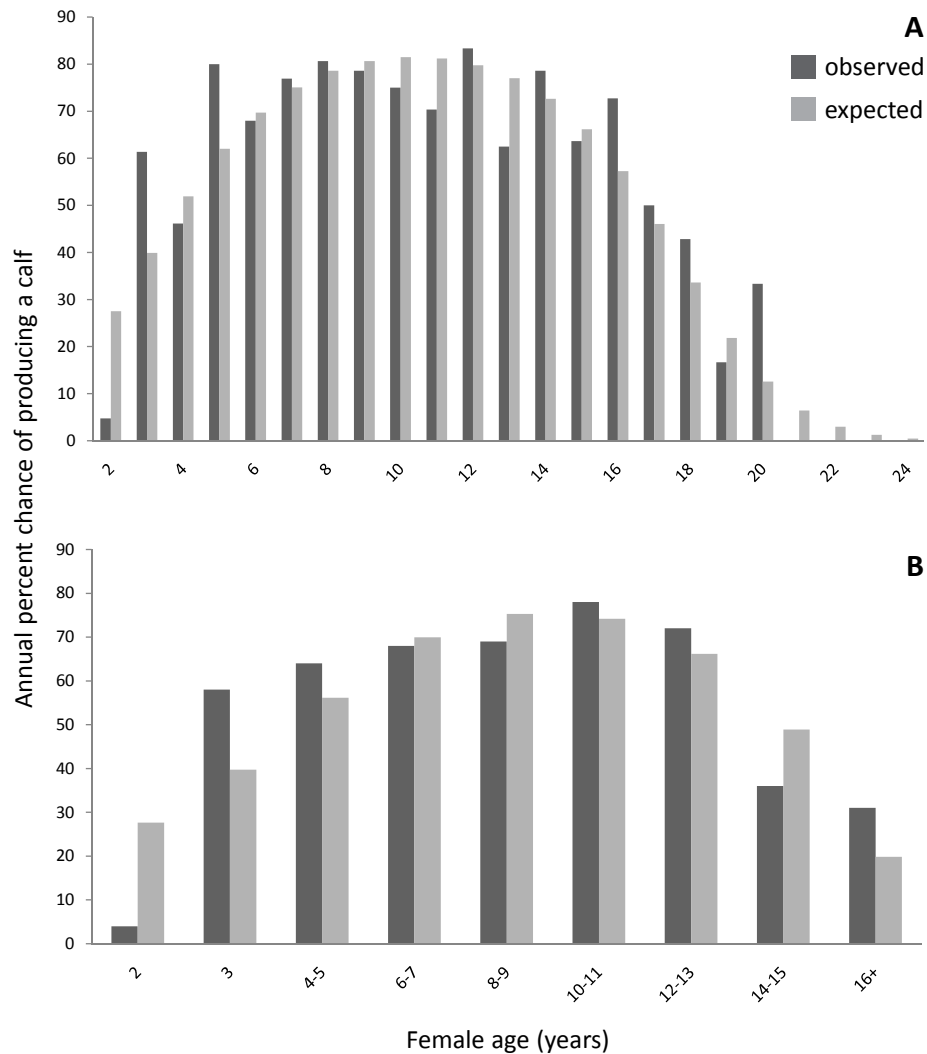 A
observed
expected
90
80
70
60
50
40
30
20
10
0
2 4 6 8 10 12 14 16 18 20 22 24
Annual percent chance of producing a calf
B
90
80
70
60
50
40
30
20
10
0
2 3 4-5 6-7 8-9 10-11 12-13 14-15 16+
Female age (years)